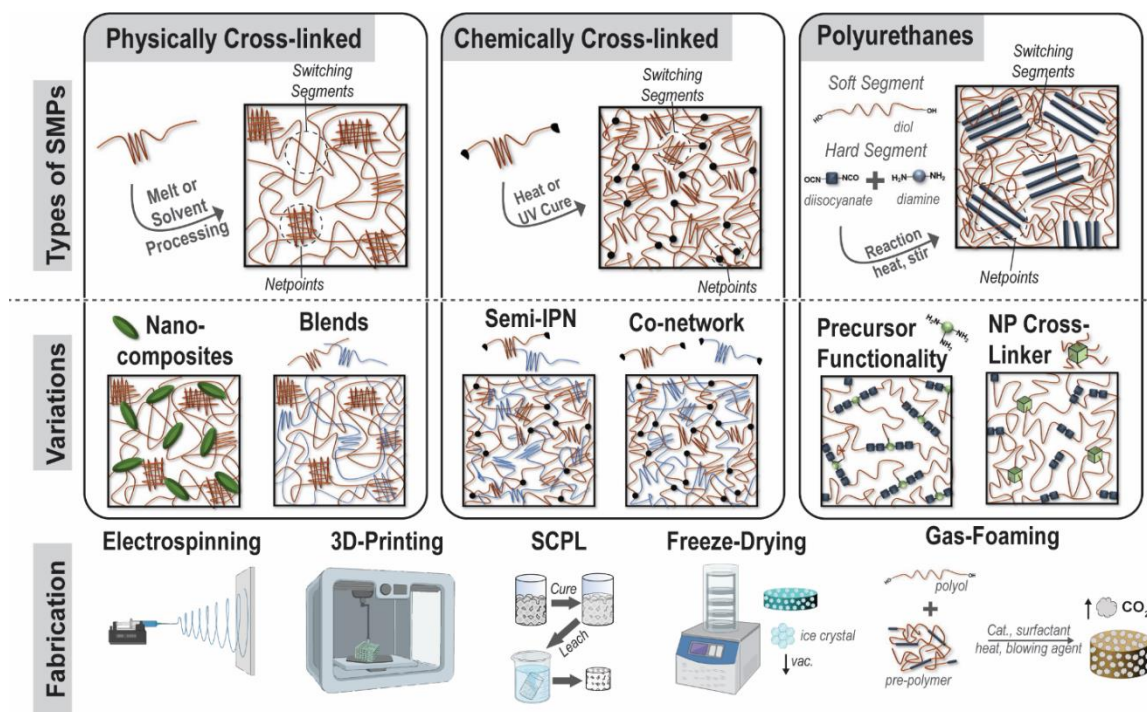 Physically Cross-linked
Chemically Cross-linked
Polyurethanes
Types of SMPs
Melt or
Solvent
Processing
Switching
Segments
Netpoints
Heat or
UV Cure
Switching
Segments
Netpoints
Soft Segment
HO
OH
diol
Hard Segment
OCN
NCO
H₂N
NH₂
diisocyanate
diamine
Reaction
heat, stir
Switching
Segments
Netpoints
Variations
Nano-
composites
Blends
Semi-IPN
Co-network
Precursor
Functionality
H₂N
NH₂
NH₂
NP Cross-
Linker
Fabrication
Electrospinning
3D-Printing
SCPL
Cure
Leach
Freeze-Drying
ice crystal
vac.
Gas-Foaming
polyol
+
pre-polymer
Cat., surfactant
heat, blowing agent
CO₂